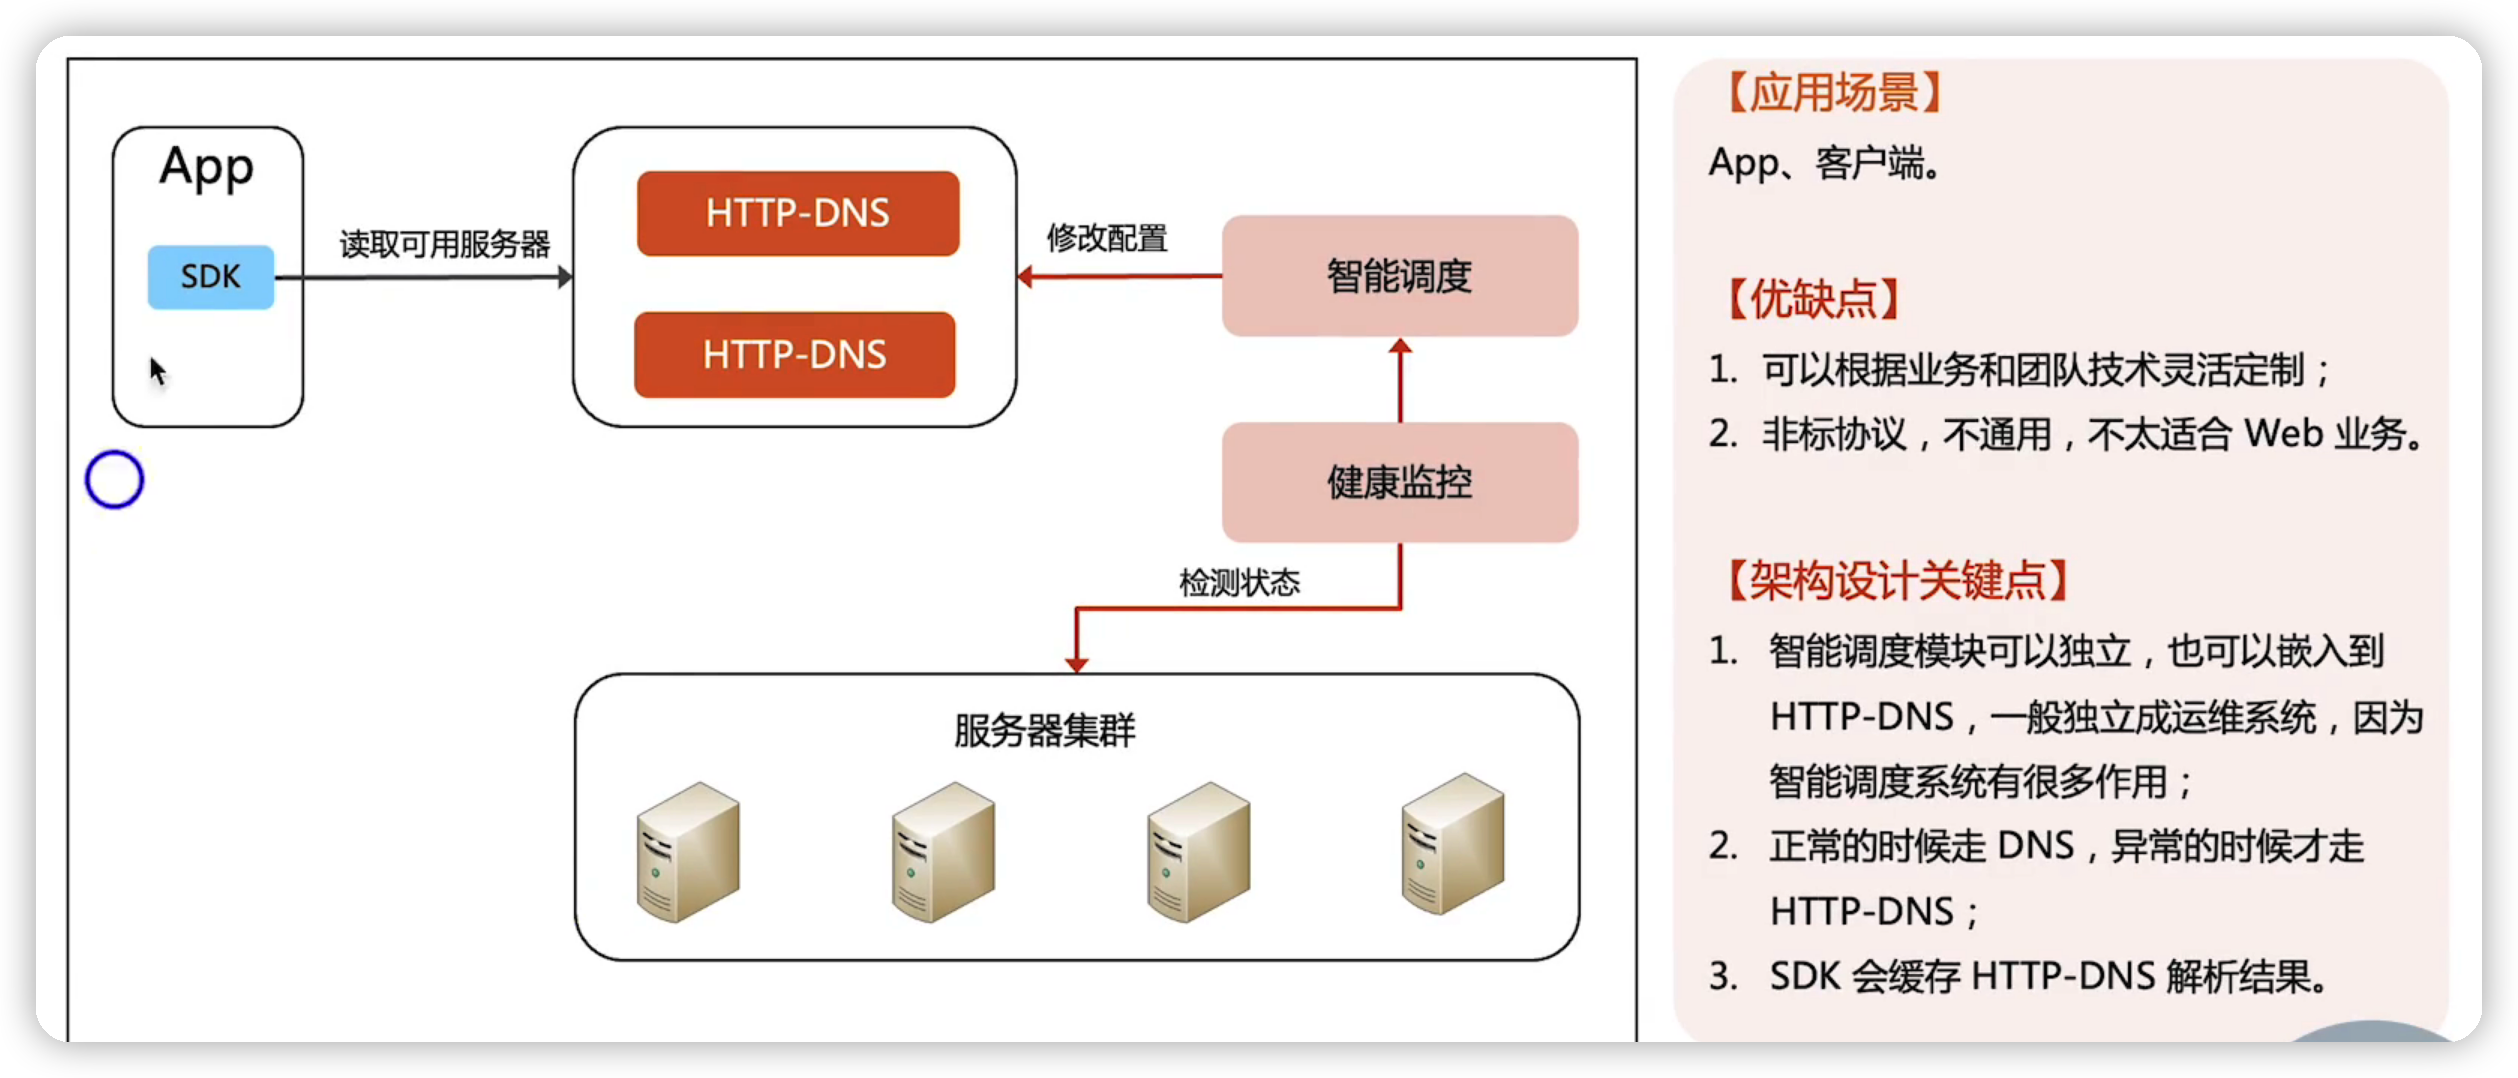 App
SDK
读取可用服务器
HTTP-DNS
HTTP-DNS
修改配置
智能调度
健康监控
检测状态
服务器集群
【应用场景】
App、客户端。
【优缺点】
1. 可以根据业务和团队技术灵活定制；
2. 非标协议，不通用，不太适合 Web 业务。
【架构设计关键点】
1. 智能调度模块可以独立，也可以嵌入到
HTTP-DNS，一般独立成运维系统，因为
智能调度系统有很多作用；
2. 正常的时候走 DNS，异常的时候才走
HTTP-DNS；
3. SDK 会缓存 HTTP-DNS 解析结果。